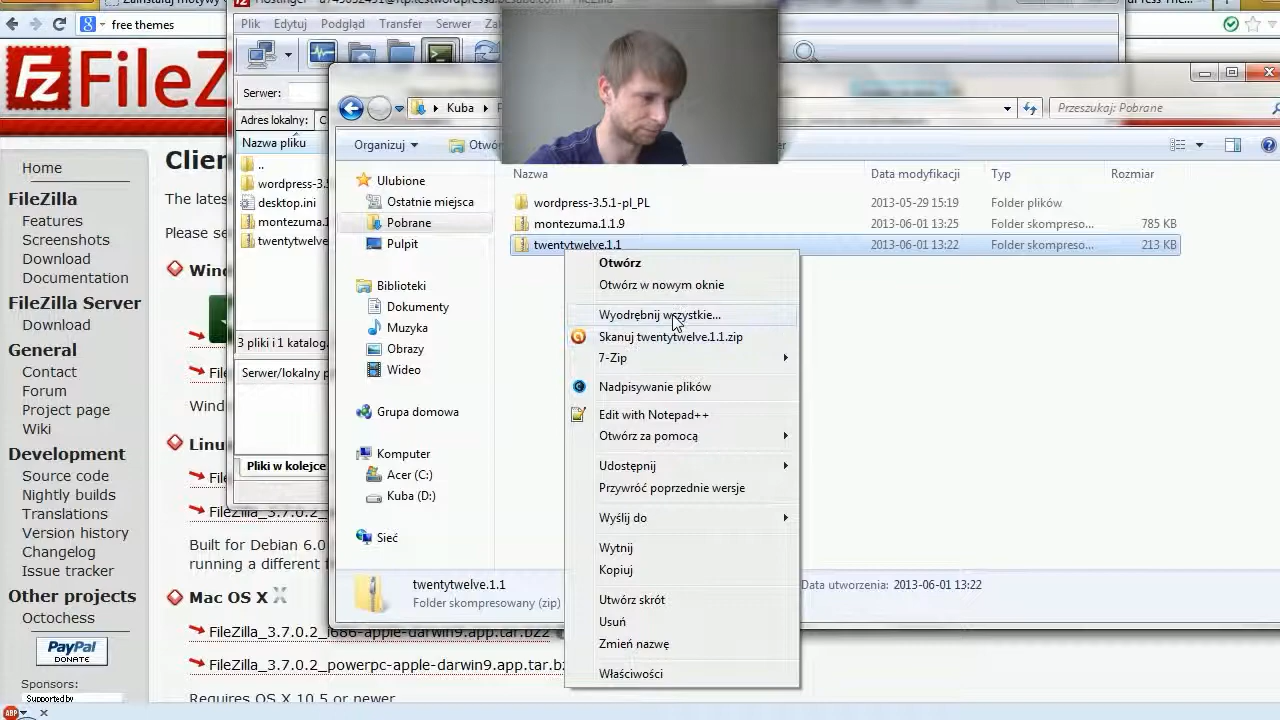 Plik Edytuj Podgląd Transfer Serwer
free themes
FileZ
Serwer:
Adres lokalny:
Nazwa pliku
..
wordpress-3.5
desktop.ini
montezuma.1
twentytwelve
3 pliki i 1 katalog.
Serwer/lokalny p
Pliki w kolejce
Home
FileZilla
Features
Screenshots
Download
Documentation
FileZilla Server
Download
General
Contact
Forum
Project page
Wiki
Development
Source code
Nightly builds
Translations
Version history
Changelog
Issue tracker
Other projects
Octochess
PayPal
DONATE
Sponsors:
Supported by
ABP
Clien
The lates
Please se
Wind
File
Wind
Linu
File
FileZilla_3.7.0.2_
Built for Debian 6.0
running a different
Mac OS X
FileZilla_3.7.0.2_i686-apple-darwin9.app.tar.bz2
FileZilla_3.7.0.2_powerpc-apple-darwin9.app.tar.bz
Requires OS X 10.5 or newer
Kuba
Przeszukaj: Pobrane
Organizuj
Otwór
Ulubione
Ostatnie miejsca
Pobrane
Pulpit
Biblioteki
Dokumenty
Muzyka
Obrazy
Wideo
Grupa domowa
Komputer
Acer (C:)
Kuba (D:)
Sieć
Nazwa Data modyfikacji Typ Rozmiar
wordpress-3.5.1-pl_PL 2013-05-29 15:19 Folder plików
montezuma.1.1.9 2013-06-01 13:25 Folder skompreso... 785 KB
twentytwelve.1.1 2013-06-01 13:22 Folder skompreso... 213 KB
Otwórz
Otwórz w nowym oknie
Wyodrębnij wszystkie...
Skanuj twentytwelve.1.1.zip
7-Zip
Nadpisywanie plików
Edit with Notepad++
Otwórz za pomocą
Udostępnij
Przywróć poprzednie wersje
Wyślij do
Wytnij
Kopiuj
Utwórz skrót
Usuń
Zmień nazwę
Właściwości
twentytwelve.1.1
Folder skompresowany (zip)
Data utworzenia: 2013-06-01 13:22